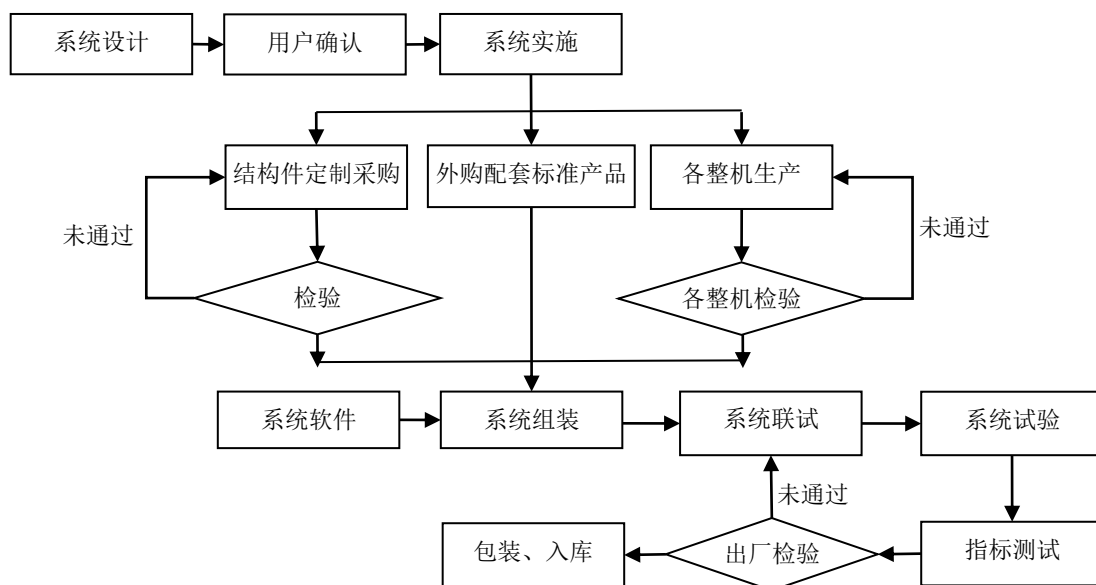 系统设计
用户确认
系统实施
结构件定制采购
外购配套标准产品
各整机生产
未通过
未通过
检验
各整机检验
系统软件
系统组装
系统联试
系统试验
未通过
包装、入库
出厂检验
指标测试